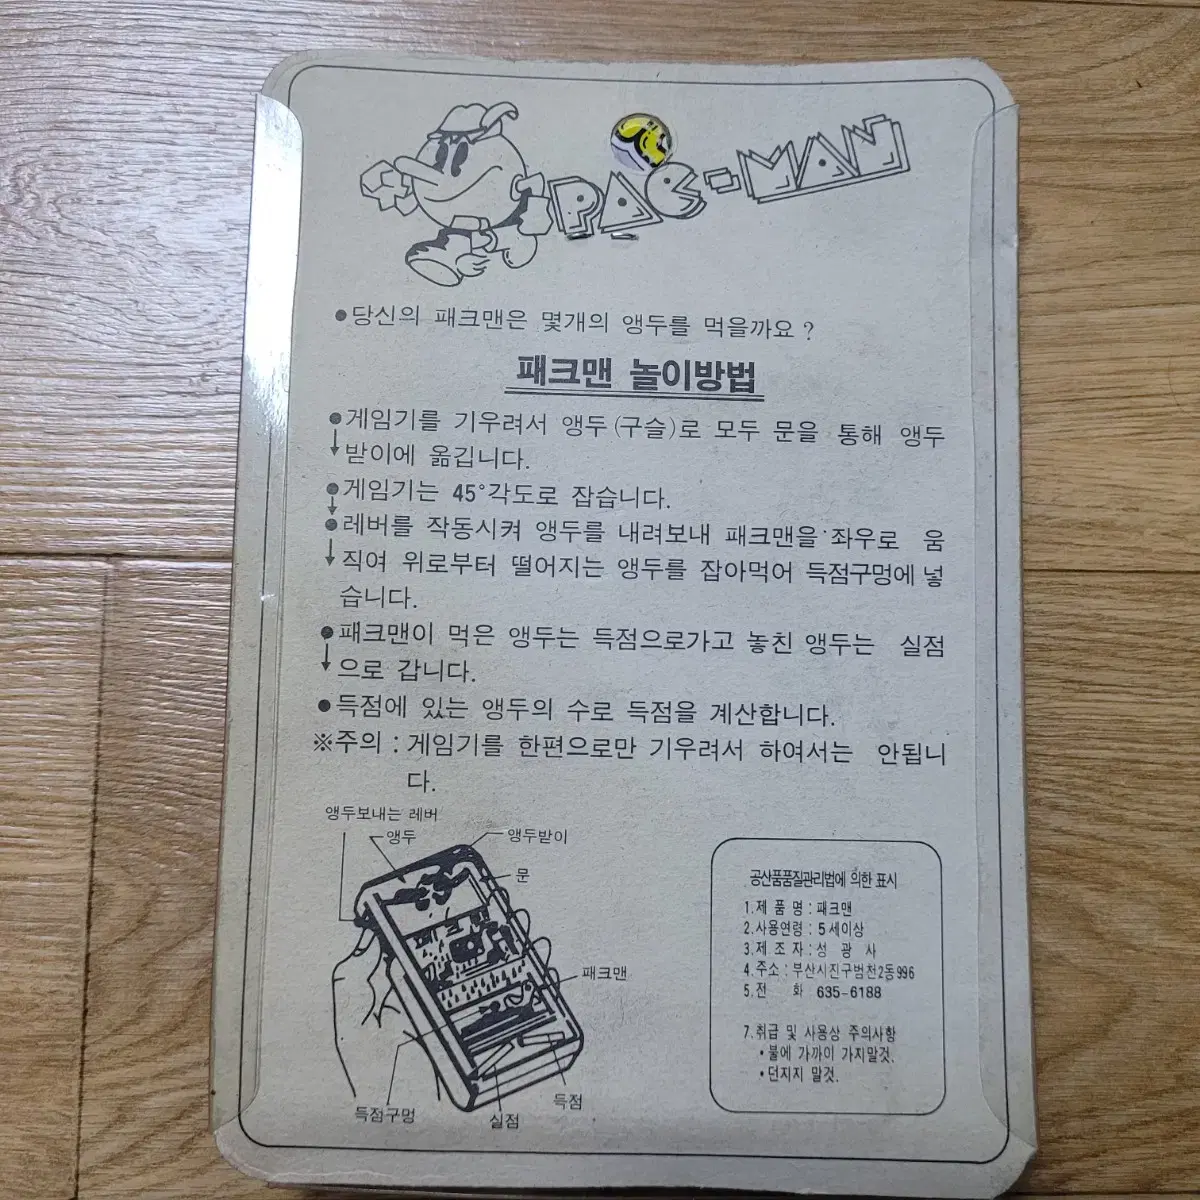 PAC-MAN
●당신의 패크맨은 몇개의 앵두를 먹을까요?
패크맨 놀이방법
●게임기를 기우려서 앵두(구슬)로 모두 문을 통해 앵두
받이에 옮깁니다.
●게임기는 45°각도로 잡습니다.
●레버를 작동시켜 앵두를 내려보내 패크맨을 좌우로 움
직여 위로부터 떨어지는 앵두를 잡아먹어 득점구멍에 넣
습니다.
●패크맨이 먹은 앵두는 득점으로가고 놓친 앵두는 실점
으로 갑니다.
●득점에 있는 앵두의 수로 득점을 계산합니다.
※주의 : 게임기를 한편으로만 기우려서 하여서는 안됩니
다.
앵두보내는 레버
앵두
앵두받이
문
패크맨
패크맨
득점구멍
실점
득점
공산품품질관리법에 의한 표시
1.제 품 명 : 패크맨
2.사용연령 : 5세이상
3.제 조 자 : 성 광 사
4.주소 : 부산시진구범천2동996
5.전 화 635-6188
7.취급 및 사용상 주의사항
•불에 가까이 가지말것.
•던지지 말것.